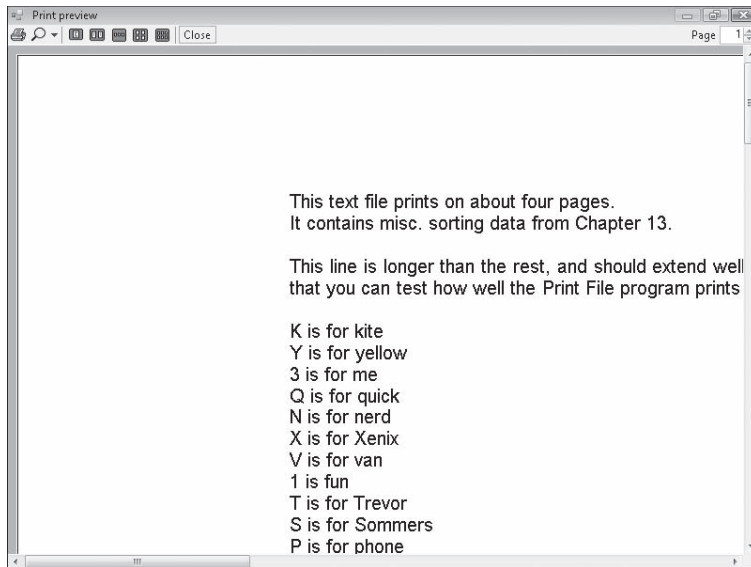 Print preview
Close
Page 1
This text file prints on about four pages.
It contains misc. sorting data from Chapter 13.
This line is longer than the rest, and should extend well
that you can test how well the Print File program prints
K is for kite
Y is for yellow
3 is for me
Q is for quick
N is for nerd
X is for Xenix
V is for van
1 is fun
T is for Trevor
S is for Sommers
P is for phone